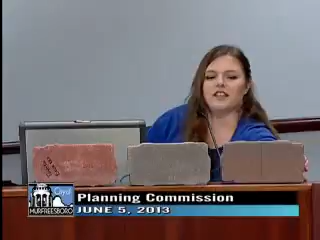 Planning Commission
JUNE 5, 2013
City of
MURFREESBORO